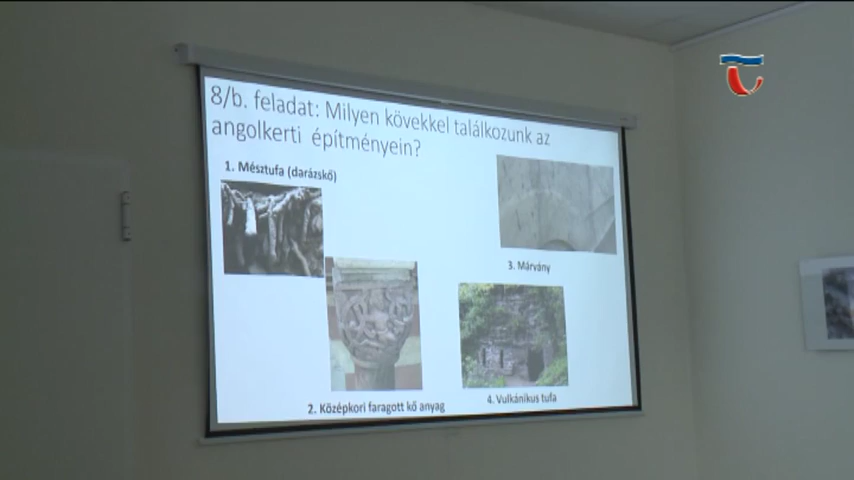 8/b. feladat: Milyen kövekkel találkozunk az
angolkerti építményein?
1. Mésztufa (darázskő)
3. Márvány
2. Középkori faragott kő anyag
4. Vulkánikus tufa